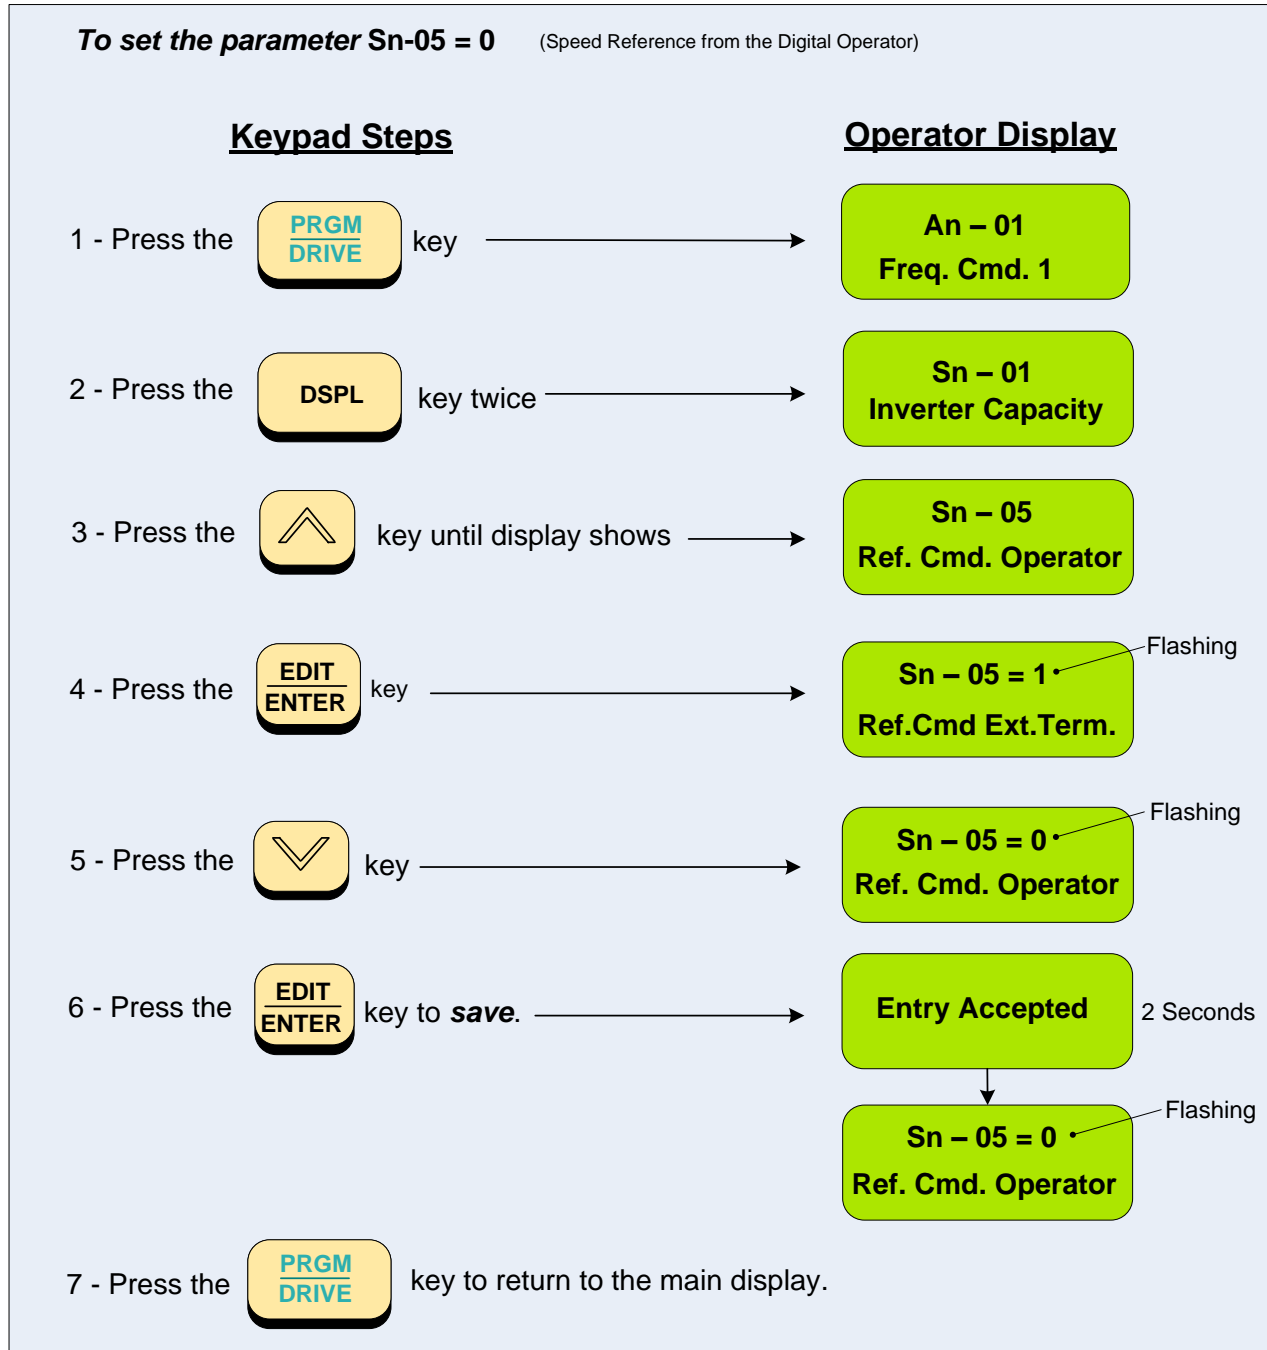 To set the parameter Sn-05 = 0 (Speed Reference from the Digital Operator)
Keypad Steps
Operator Display
1 - Press the PRGM DRIVE key
An – 01
Freq. Cmd. 1
2 - Press the DSPL key twice
Sn – 01
Inverter Capacity
3 - Press the key until display shows
Sn – 05
Ref. Cmd. Operator
4 - Press the EDIT ENTER key
Sn – 05 = 1
Flashing
Ref.Cmd Ext.Term.
5 - Press the key
Sn – 05 = 0
Flashing
Ref. Cmd. Operator
6 - Press the EDIT ENTER key to save.
Entry Accepted
2 Seconds
Sn – 05 = 0
Flashing
Ref. Cmd. Operator
7 - Press the PRGM DRIVE key to return to the main display.